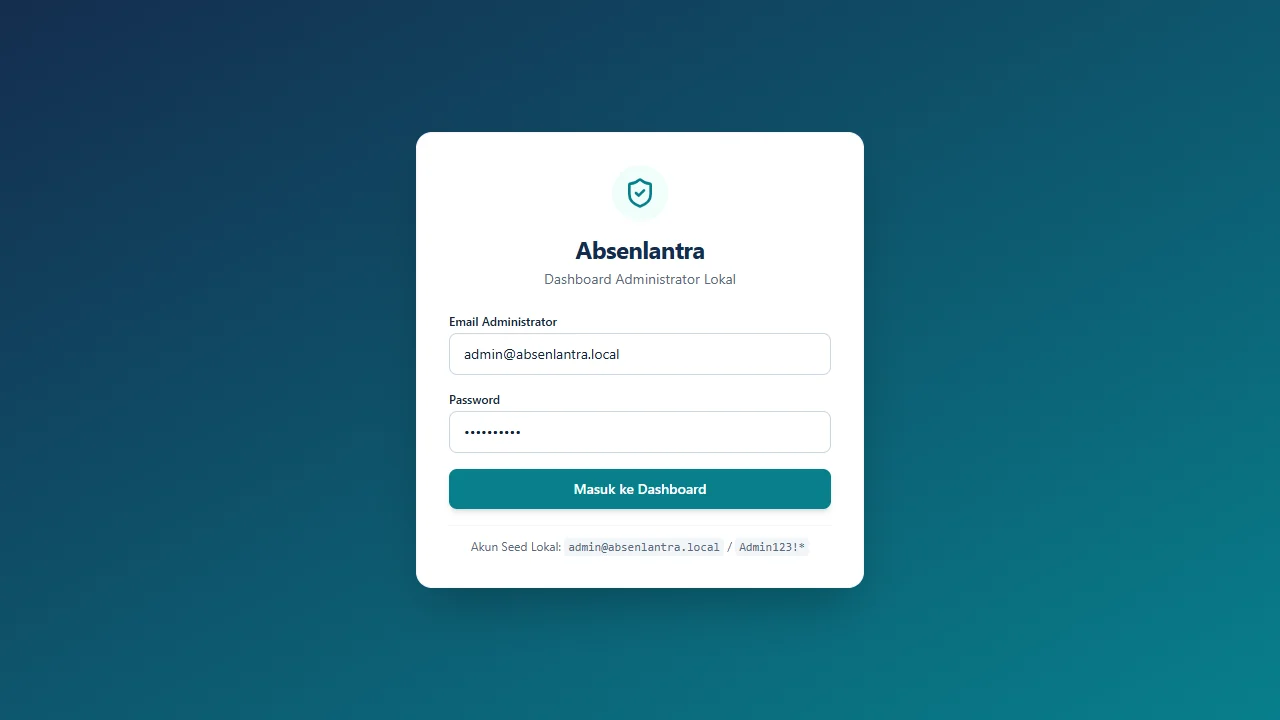 Absenlantra
Dashboard Administrator Lokal
Email Administrator
admin@absenlantra.local
Password
••••••••••
Masuk ke Dashboard
Akun Seed Lokal: admin@absenlantra.local / Admin123!*